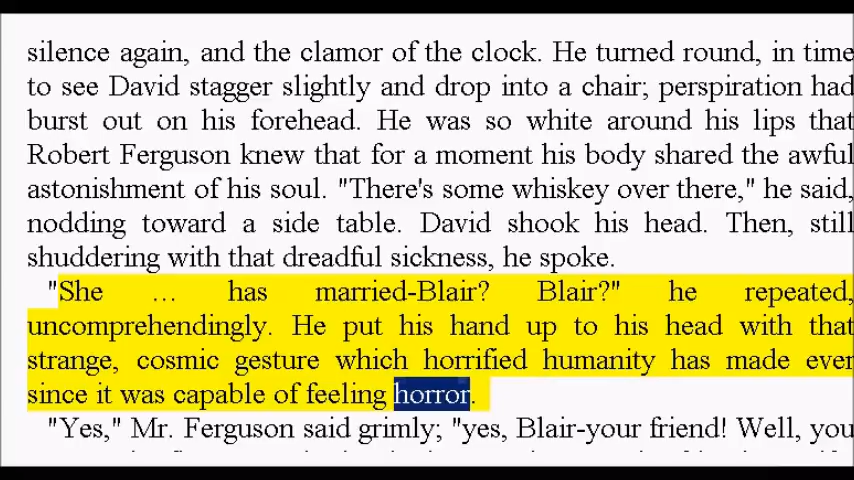 silence again, and the clamor of the clock. He turned round, in time
to see David stagger slightly and drop into a chair; perspiration had
burst out on his forehead. He was so white around his lips that
Robert Ferguson knew that for a moment his body shared the awful
astonishment of his soul. "There's some whiskey over there," he said,
nodding toward a side table. David shook his head. Then, still
shuddering with that dreadful sickness, he spoke.
"She ... has married-Blair? Blair?" he repeated,
uncomprehendingly. He put his hand up to his head with that
strange, cosmic gesture which horrified humanity has made ever
since it was capable of feeling horror.
"Yes," Mr. Ferguson said grimly; "yes, Blair-your friend! Well, you